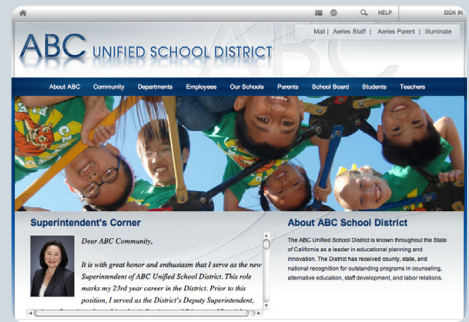 HELP SIGN IN
Mail | Aeries Staff | Aeries Parent | Illuminate
ABC UNIFIED SCHOOL DISTRICT
About ABC Community Departments Employees Our Schools Parents School Board Students Teachers
Superintendent's Corner
Dear ABC Community,
It is with great honor and enthusiasm that I serve as the new
Superintendent of ABC Unified School District. This role
marks my 23rd year career in the District. Prior to this
position, I served as the District's Deputy Superintendent,
About ABC School District
The ABC Unified School District is known throughout the State
of California as a leader in educational planning and
innovation. The District has received county, state, and
national recognition for outstanding programs in counseling,
alternative education, staff development, and labor relations.